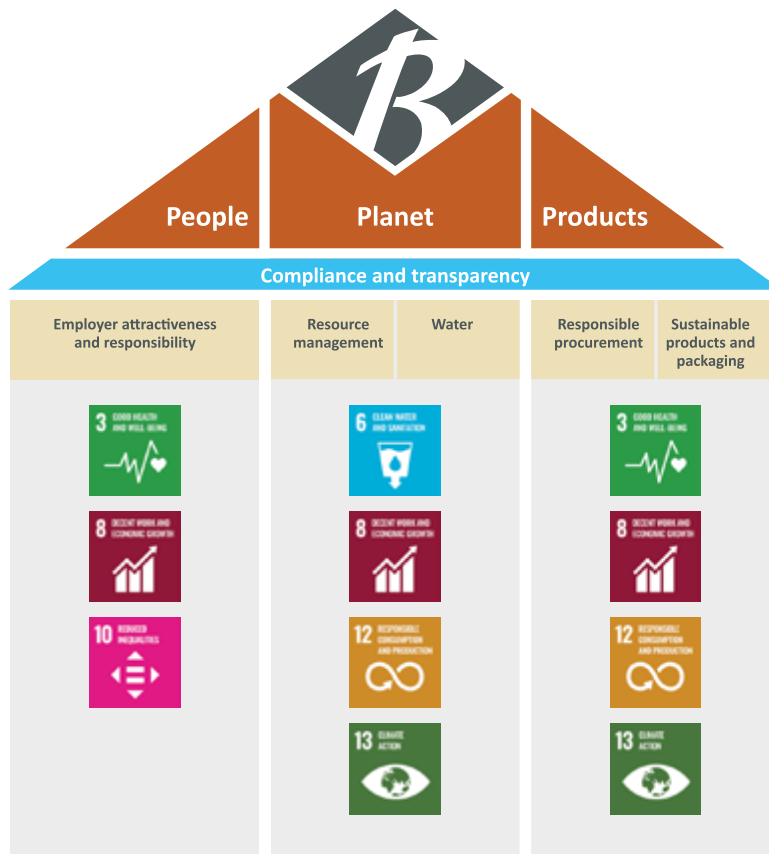 B
People
Planet
Products
Compliance and transparency
Employer attractiveness
and responsibility
Resource
management
Water
Responsible
procurement
Sustainable
products and
packaging
3 GOOD HEALTH
AND WELL-BEING
8 DECENT WORK AND
ECONOMIC GROWTH
10 REDUCED
INEQUALITIES
6 CLEAN WATER
AND SANITATION
8 DECENT WORK AND
ECONOMIC GROWTH
12 RESPONSIBLE
CONSUMPTION
AND PRODUCTION
13 CLIMATE
ACTION
3 GOOD HEALTH
AND WELL-BEING
8 DECENT WORK AND
ECONOMIC GROWTH
12 RESPONSIBLE
CONSUMPTION
AND PRODUCTION
13 CLIMATE
ACTION